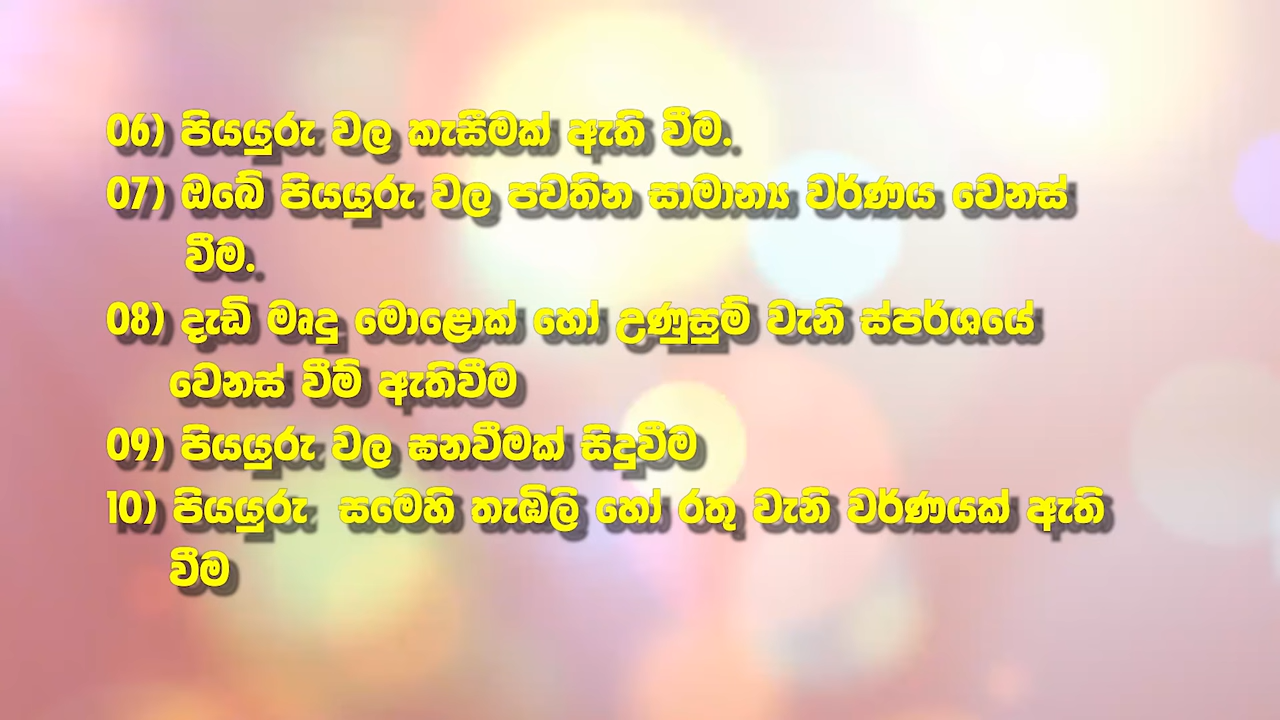 06) පියයුරු වල කැසීමක් ඇති වීම.
07) ඔබේ පියයුරු වල පවතින සාමාන්‍ය වර්ණය වෙනස්
වීම.
08) දැඩි මෘදු මොළොක් හෝ උණුසුම් වැනි ස්පර්ශයේ
වෙනස් වීම් ඇතිවීම
09) පියයුරු වල ඝනවීමක් සිදුවීම
10) පියයුරු  සමෙහි තැඹිලි හෝ රතු වැනි වර්ණයක් ඇති
වීම